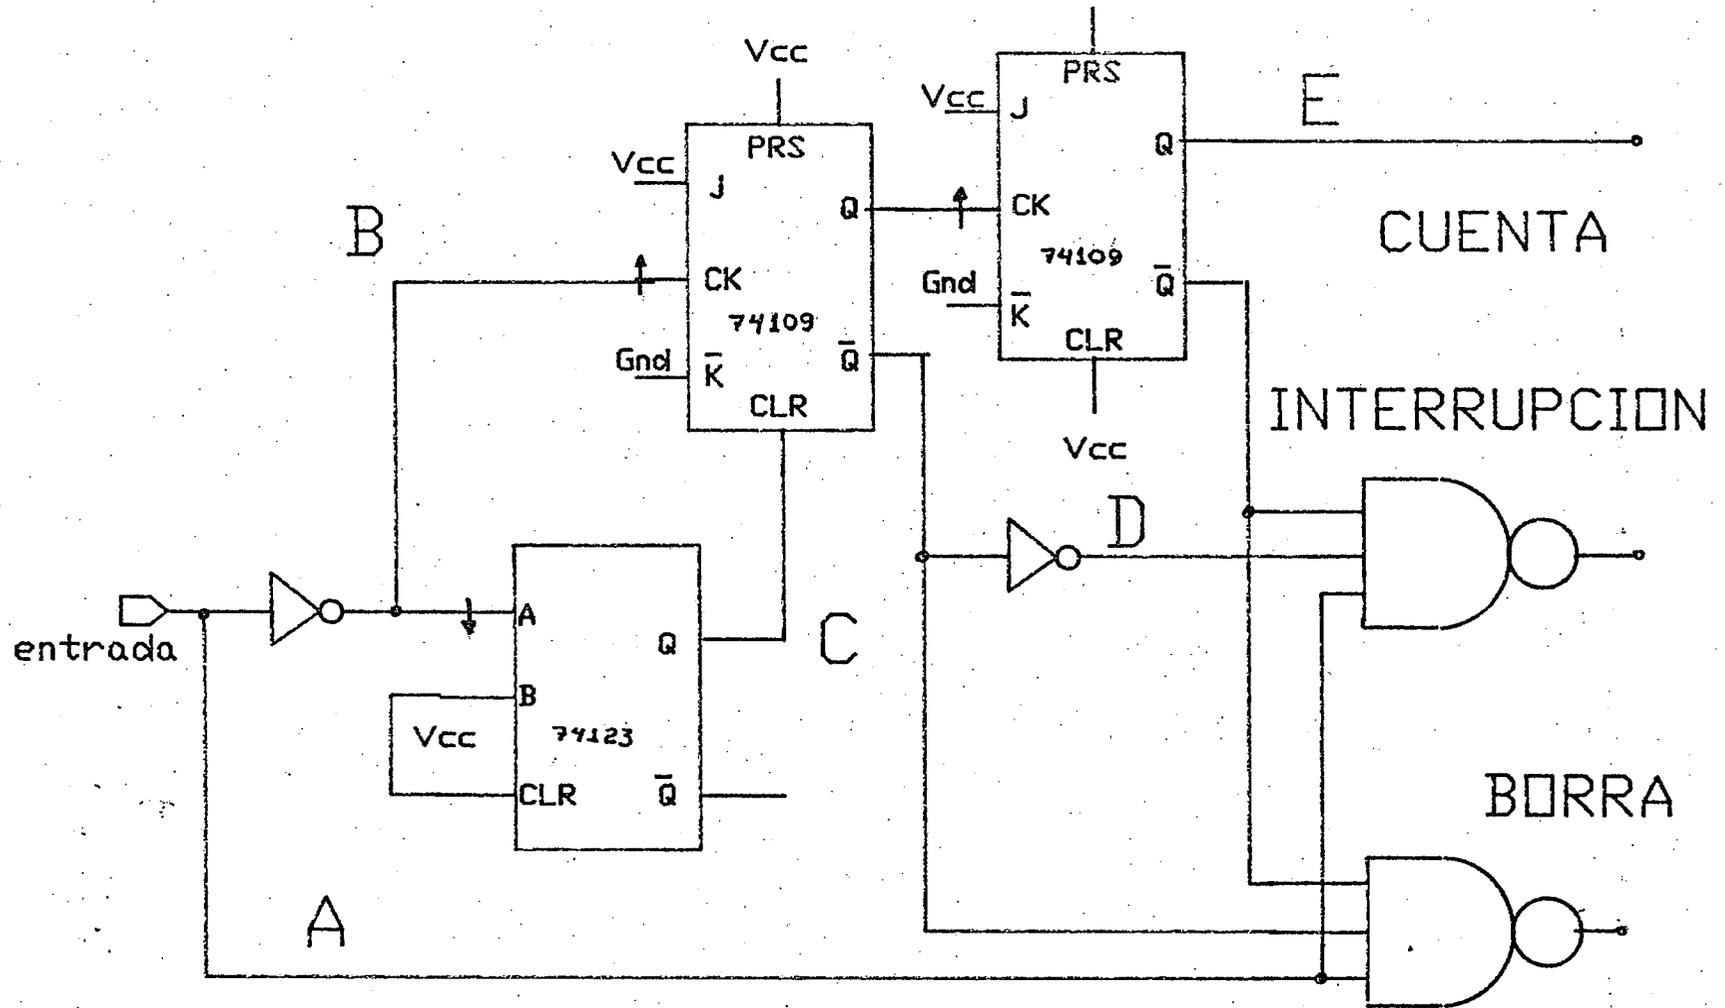 Vcc
PRS
Vcc
J
Q
E
CUENTA
Vcc
PRS
J
Q
B
CK
74109
Q̅
Gnd
K̅
CLR
CK
74109
Q̅
Gnd
K̅
CLR
Vcc
INTERRUPCION
D
entrada
A
Q
C
B
Vcc
74123
CLR
Q̅
BORRA
A